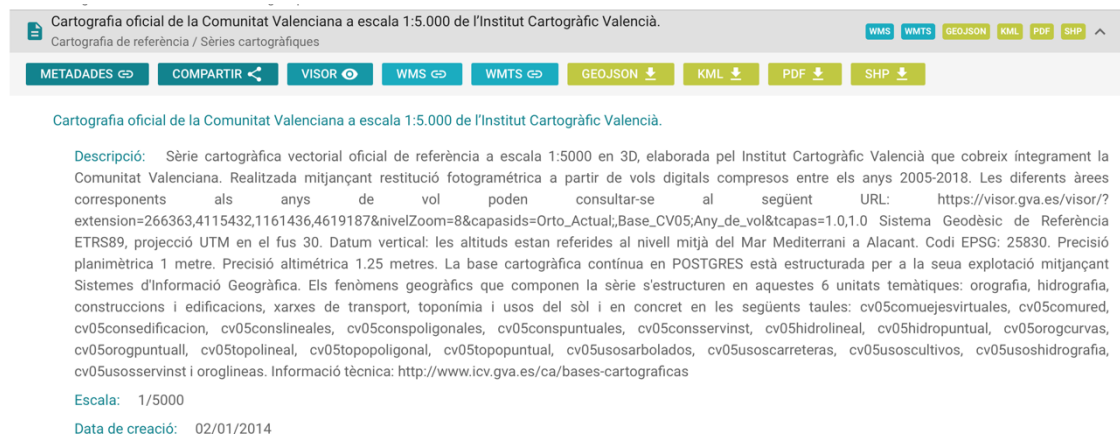 Cartografia oficial de la Comunitat Valenciana a escala 1:5.000 de l'Institut Cartogràfic Valencià.
WMS WMTS GEOJSON KML PDF SHP
Cartografia de referència / Sèries cartogràfiques
METADADES COMPARTIR VISOR WMS WMTS GEOJSON KML PDF SHP
Cartografia oficial de la Comunitat Valenciana a escala 1:5.000 de l'Institut Cartogràfic Valencià.
Descripció: Sèrie cartogràfica vectorial oficial de referència a escala 1:5000 en 3D, elaborada pel Institut Cartogràfic Valencià que cobreix íntegrament la
Comunitat Valenciana. Realitzada mitjançant restitució fotogramétrica a partir de vols digitals compresos entre els anys 2005-2018. Les diferents àrees
corresponents als anys de vol poden consultar-se al següent URL: https://visor.gva.es/visor/?
extension=266363,4115432,1161436,4619187&nivelZoom=8&capasids=Orto_Actual;,Base_CV05;Any_de_vol&tcapas=1.0,1.0 Sistema Geodèsic de Referència
ETRS89, projecció UTM en el fus 30. Datum vertical: les altituds estan referides al nivell mitjà del Mar Mediterrani a Alacant. Codi EPSG: 25830. Precisió
planimètrica 1 metre. Precisió altimétrica 1.25 metres. La base cartogràfica contínua en POSTGRES està estructurada per a la seua explotació mitjançant
Sistemes d'Informació Geogràfica. Els fenòmens geogràfics que componen la sèrie s'estructuren en aquestes 6 unitats temàtiques: orografia, hidrografia,
construccions i edificacions, xarxes de transport, toponímia i usos del sòl i en concret en les següents taules: cv05comuejesvirtuales, cv05comured,
cv05consedificacion, cv05conslineales, cv05conspoligonales, cv05conspuntuales, cv05consservinst, cv05hidrolineal, cv05hidropuntual, cv05orogcurvas,
cv05orogpuntuall, cv05topolineal, cv05topopoligonal, cv05topopuntual, cv05usosarbolados, cv05usoscarreteras, cv05usoscultivos, cv05usoshidrografia,
cv05usosservinst i oroglineas. Informació tècnica: http://www.icv.gva.es/ca/bases-cartograficas
Escala: 1/5000
Data de creació: 02/01/2014